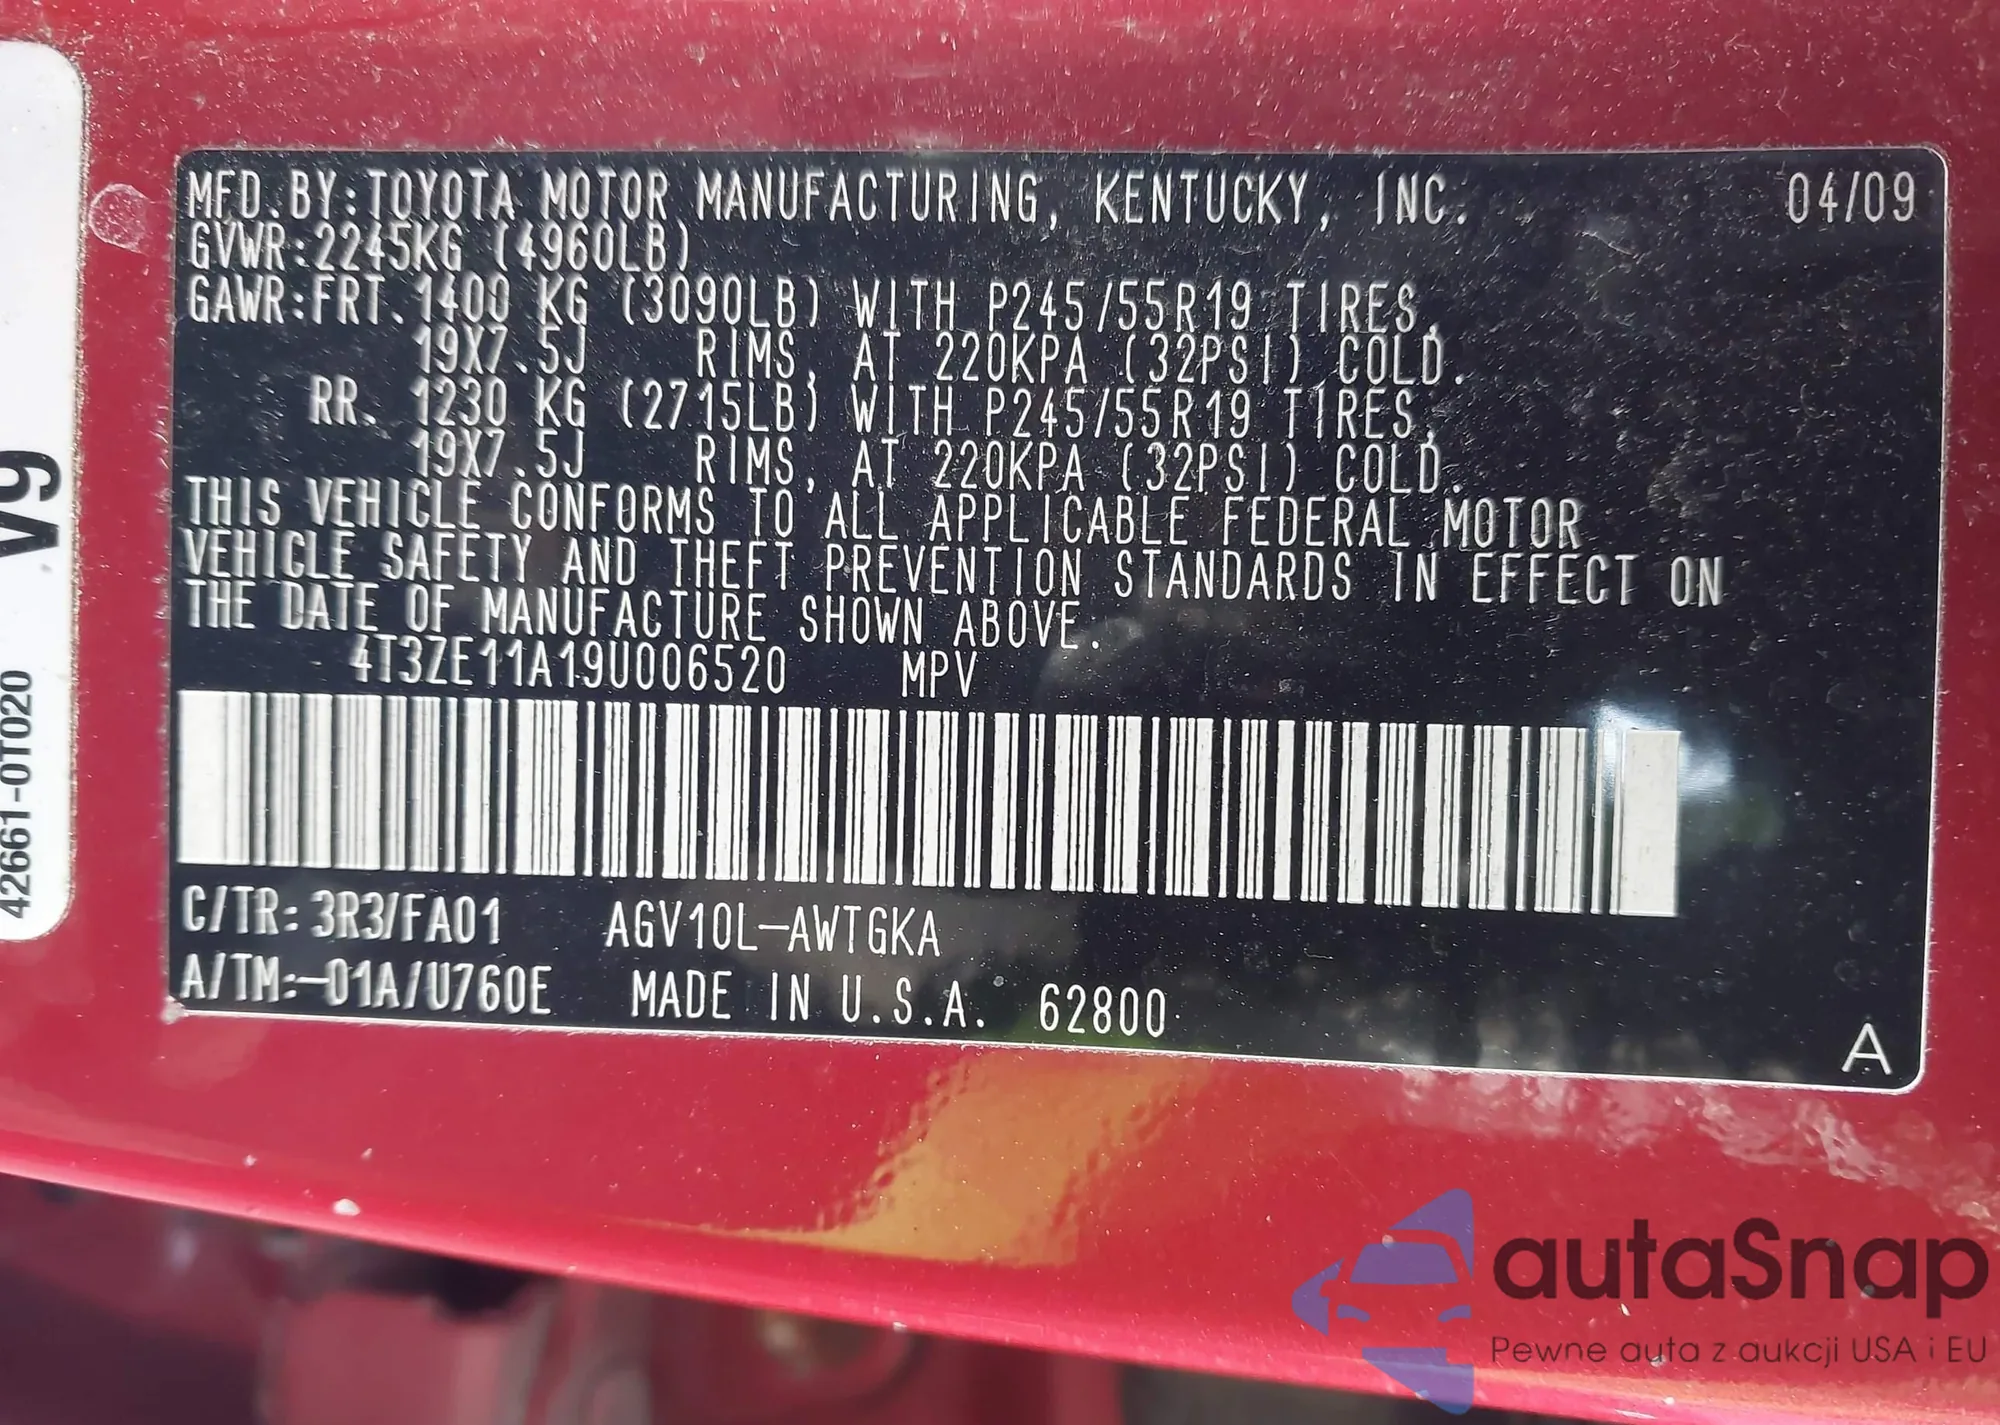 MFD.BY:TOYOTA MOTOR MANUFACTURING, KENTUCKY, INC. 04/09
GVWR:2245KG (4960LB)
GAWR:FRT. 1400 KG (3090LB) WITH P245/55R19 TIRES,
19X7.5J RIMS, AT 220KPA (32PSI) COLD.
RR. 1230 KG (2715LB) WITH P245/55R19 TIRES,
19X7.5J RIMS, AT 220KPA (32PSI) COLD.
THIS VEHICLE CONFORMS TO ALL APPLICABLE FEDERAL MOTOR
VEHICLE SAFETY AND THEFT PREVENTION STANDARDS IN EFFECT ON
THE DATE OF MANUFACTURE SHOWN ABOVE.
4T3ZE11A19U006520 MPV
C/TR: 3R3/FA01 AGV10L-AWTGKA
A/TM:-01A/U760E MADE IN U.S.A. 62800
A
42661-0T020 V9
autaSnap
Pewne auta z aukcji USA i EU